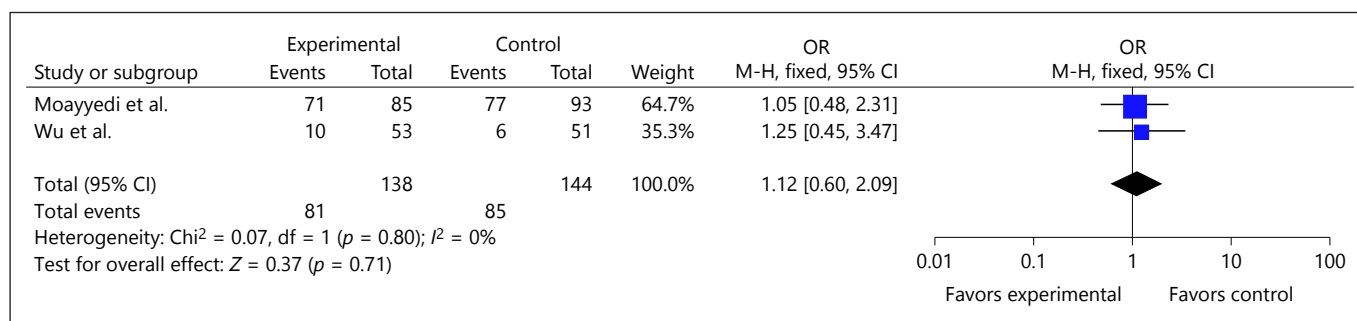 Experimental Control OR OR
Study or subgroup Events Total Events Total Weight M-H, fixed, 95% CI M-H, fixed, 95% CI
Moayyedi et al. 71 85 77 93 64.7% 1.05 [0.48, 2.31]
Wu et al. 10 53 6 51 35.3% 1.25 [0.45, 3.47]
Total (95% CI) 138 144 100.0% 1.12 [0.60, 2.09]
Total events 81 85
Heterogeneity: Chi² = 0.07, df = 1 (p = 0.80); I² = 0%
Test for overall effect: Z = 0.37 (p = 0.71)
0.01 0.1 1 10 100
Favors experimental Favors control